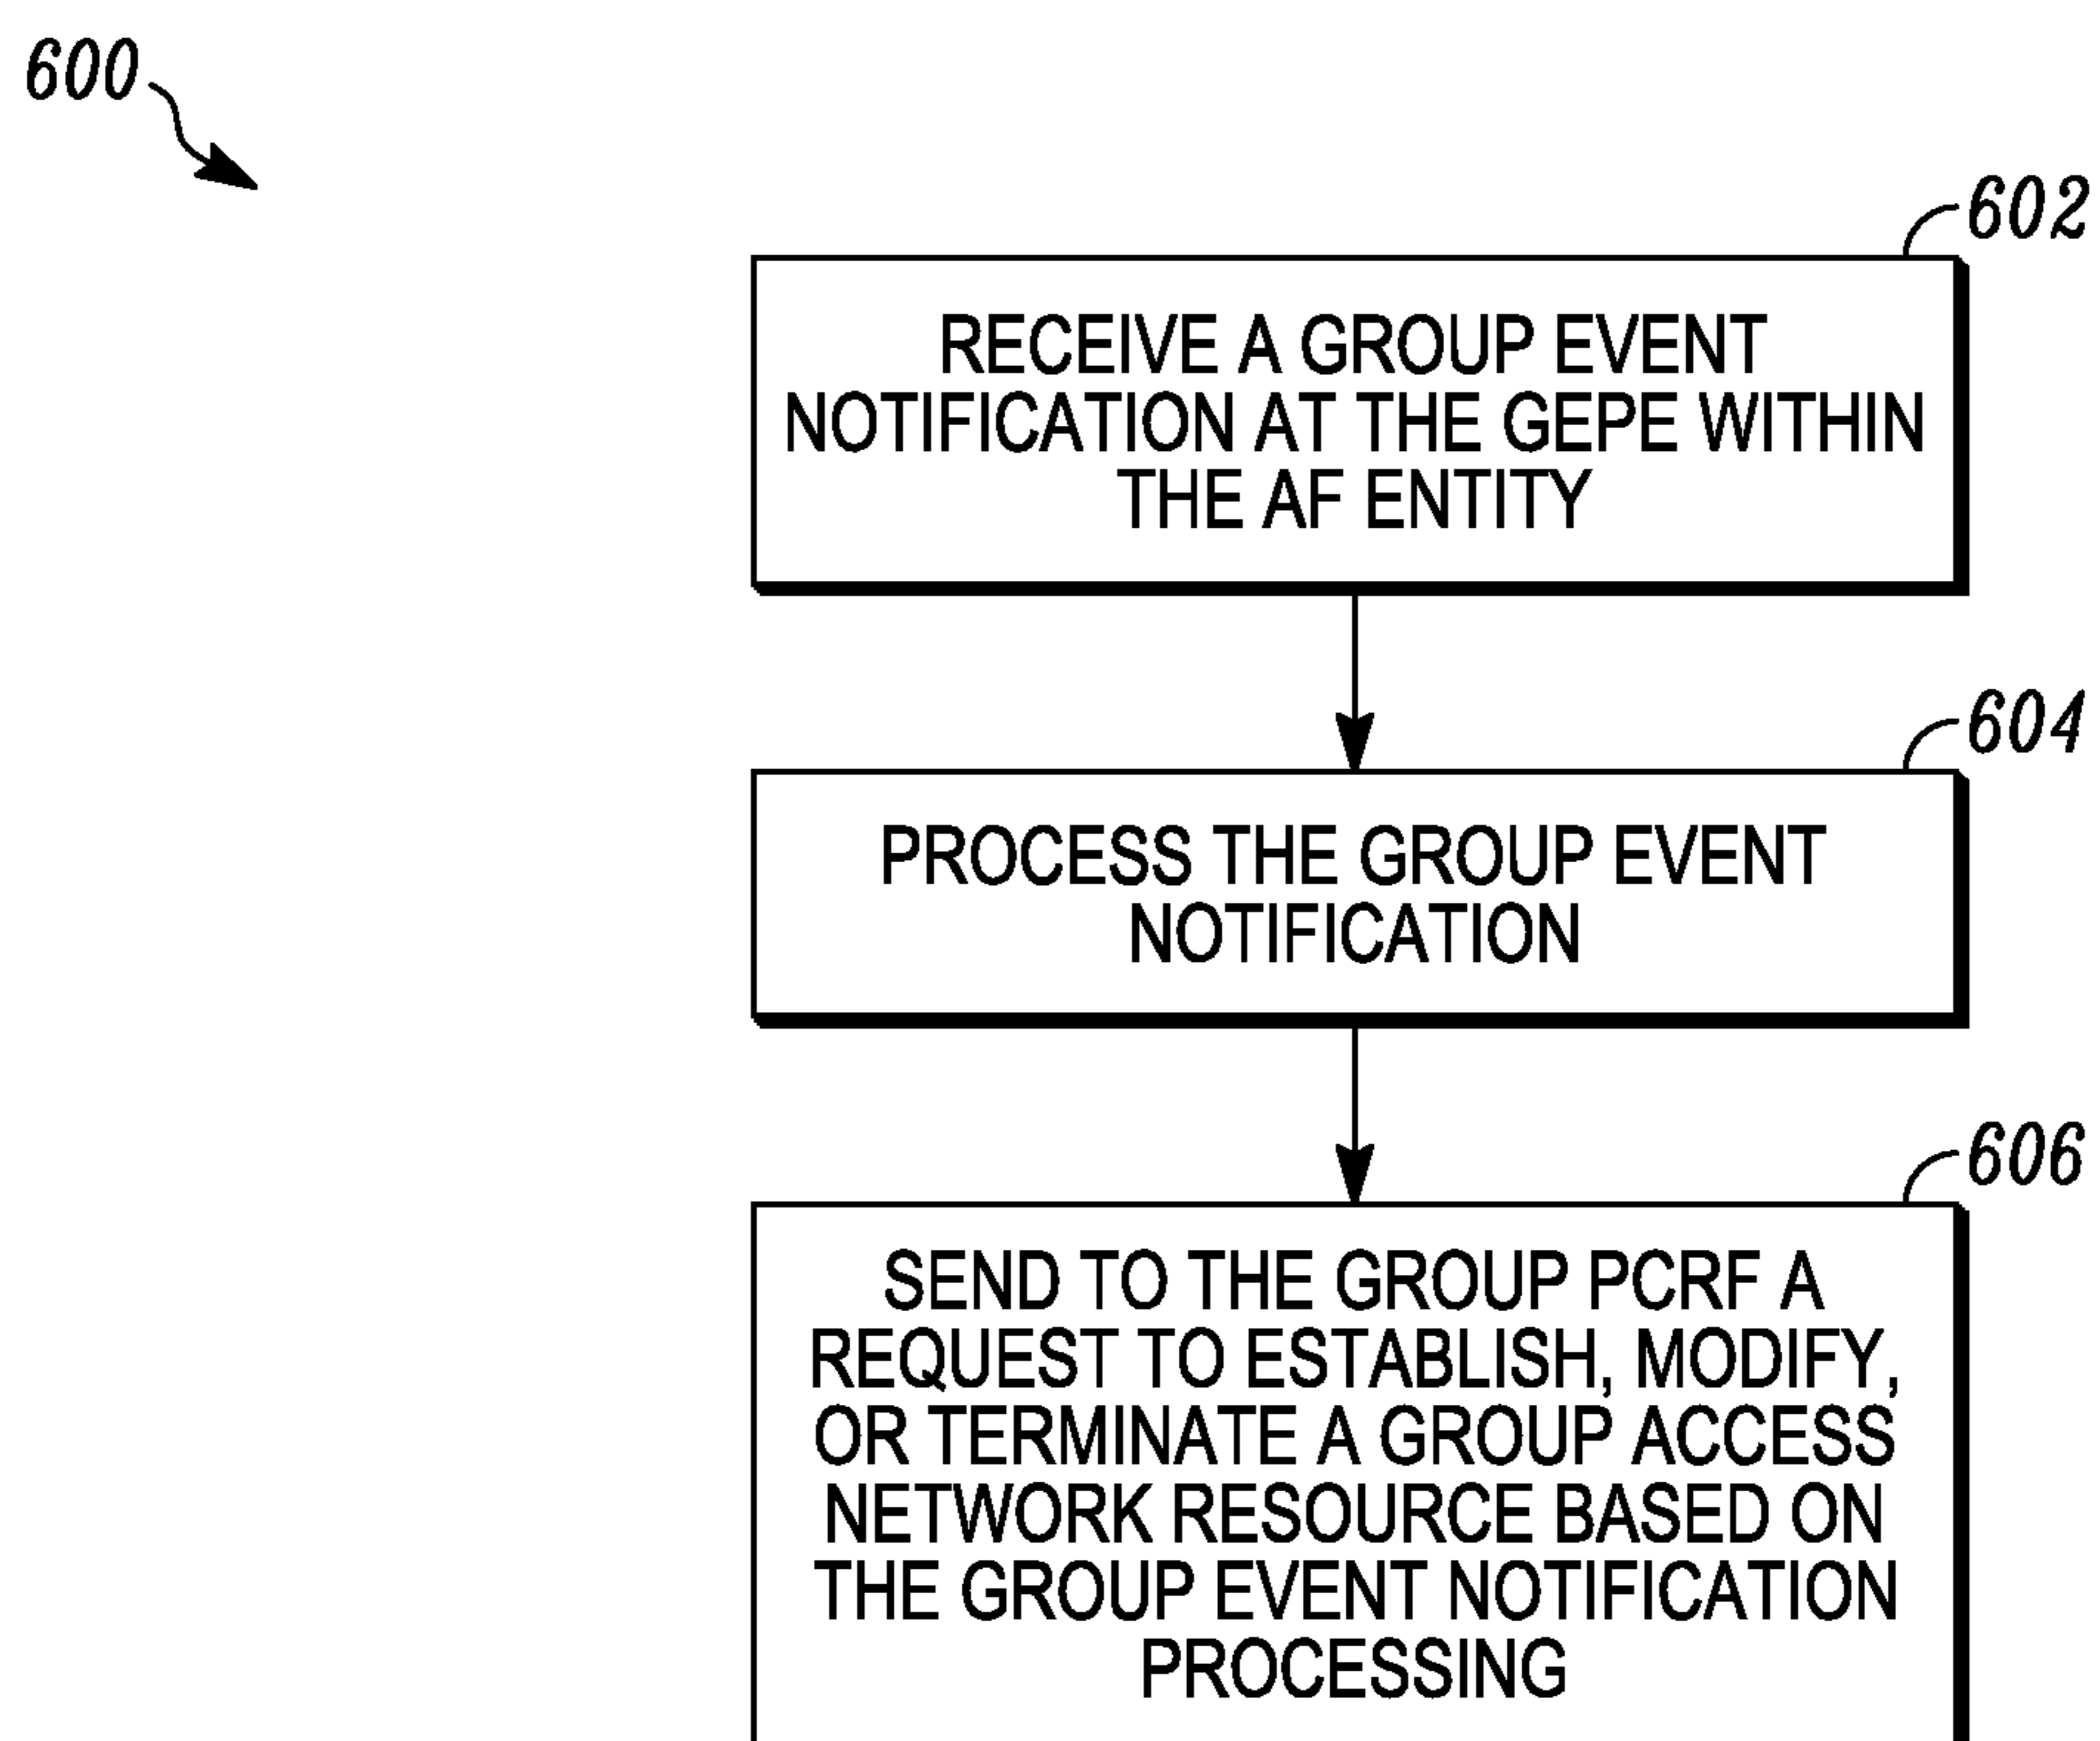 600
602
RECEIVE A GROUP EVENT
NOTIFICATION AT THE GEPE WITHIN
THE AF ENTITY
604
PROCESS THE GROUP EVENT
NOTIFICATION
606
SEND TO THE GROUP PCRF A
REQUEST TO ESTABLISH, MODIFY,
OR TERMINATE A GROUP ACCESS
NETWORK RESOURCE BASED ON
THE GROUP EVENT NOTIFICATION
PROCESSING